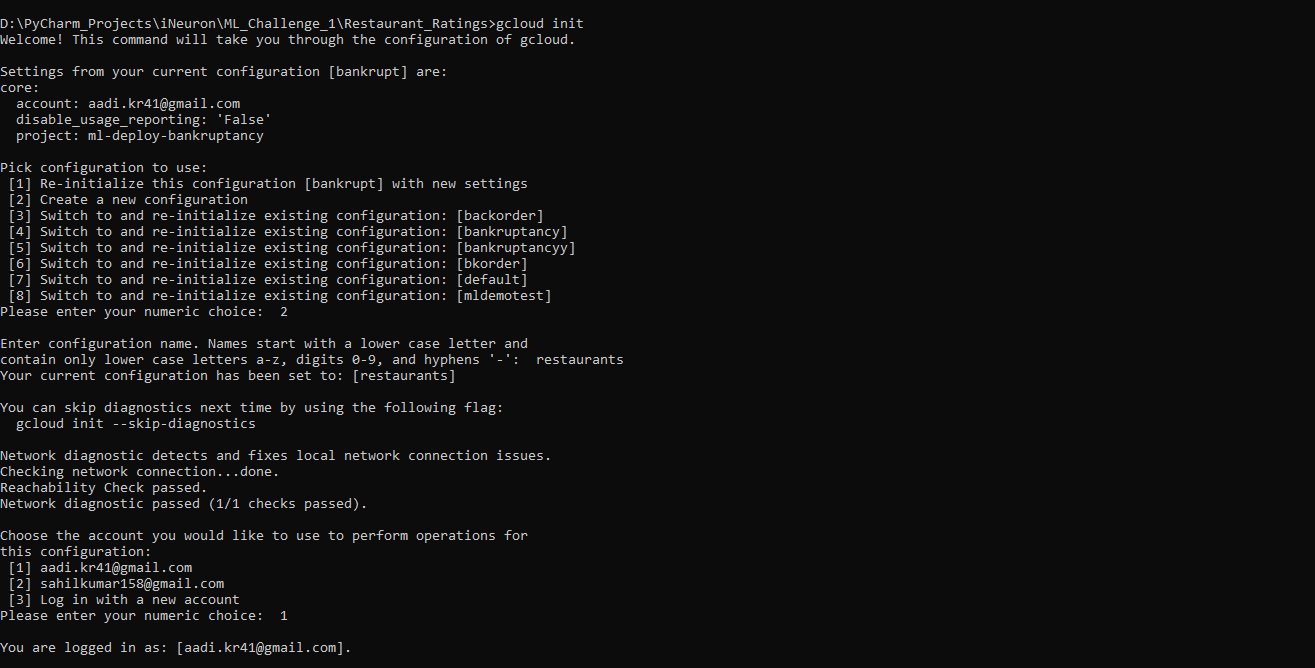 D:\PyCharm_Projects\iNeuron\ML_Challenge_1\Restaurant_Ratings>gcloud init
Welcome! This command will take you through the configuration of gcloud.
Settings from your current configuration [bankrupt] are:
core:
  account: aadi.kr41@gmail.com
  disable_usage_reporting: 'False'
  project: ml-deploy-bankruptancy
Pick configuration to use:
 [1] Re-initialize this configuration [bankrupt] with new settings
 [2] Create a new configuration
 [3] Switch to and re-initialize existing configuration: [backorder]
 [4] Switch to and re-initialize existing configuration: [bankruptancy]
 [5] Switch to and re-initialize existing configuration: [bankruptancyy]
 [6] Switch to and re-initialize existing configuration: [bkorder]
 [7] Switch to and re-initialize existing configuration: [default]
 [8] Switch to and re-initialize existing configuration: [mldemotest]
Please enter your numeric choice:  2
Enter configuration name. Names start with a lower case letter and
contain only lower case letters a-z, digits 0-9, and hyphens '-':  restaurants
Your current configuration has been set to: [restaurants]
You can skip diagnostics next time by using the following flag:
  gcloud init --skip-diagnostics
Network diagnostic detects and fixes local network connection issues.
Checking network connection...done.
Reachability Check passed.
Network diagnostic passed (1/1 checks passed).
Choose the account you would like to use to perform operations for
this configuration:
 [1] aadi.kr41@gmail.com
 [2] sahilkumar158@gmail.com
 [3] Log in with a new account
Please enter your numeric choice:  1
You are logged in as: [aadi.kr41@gmail.com].